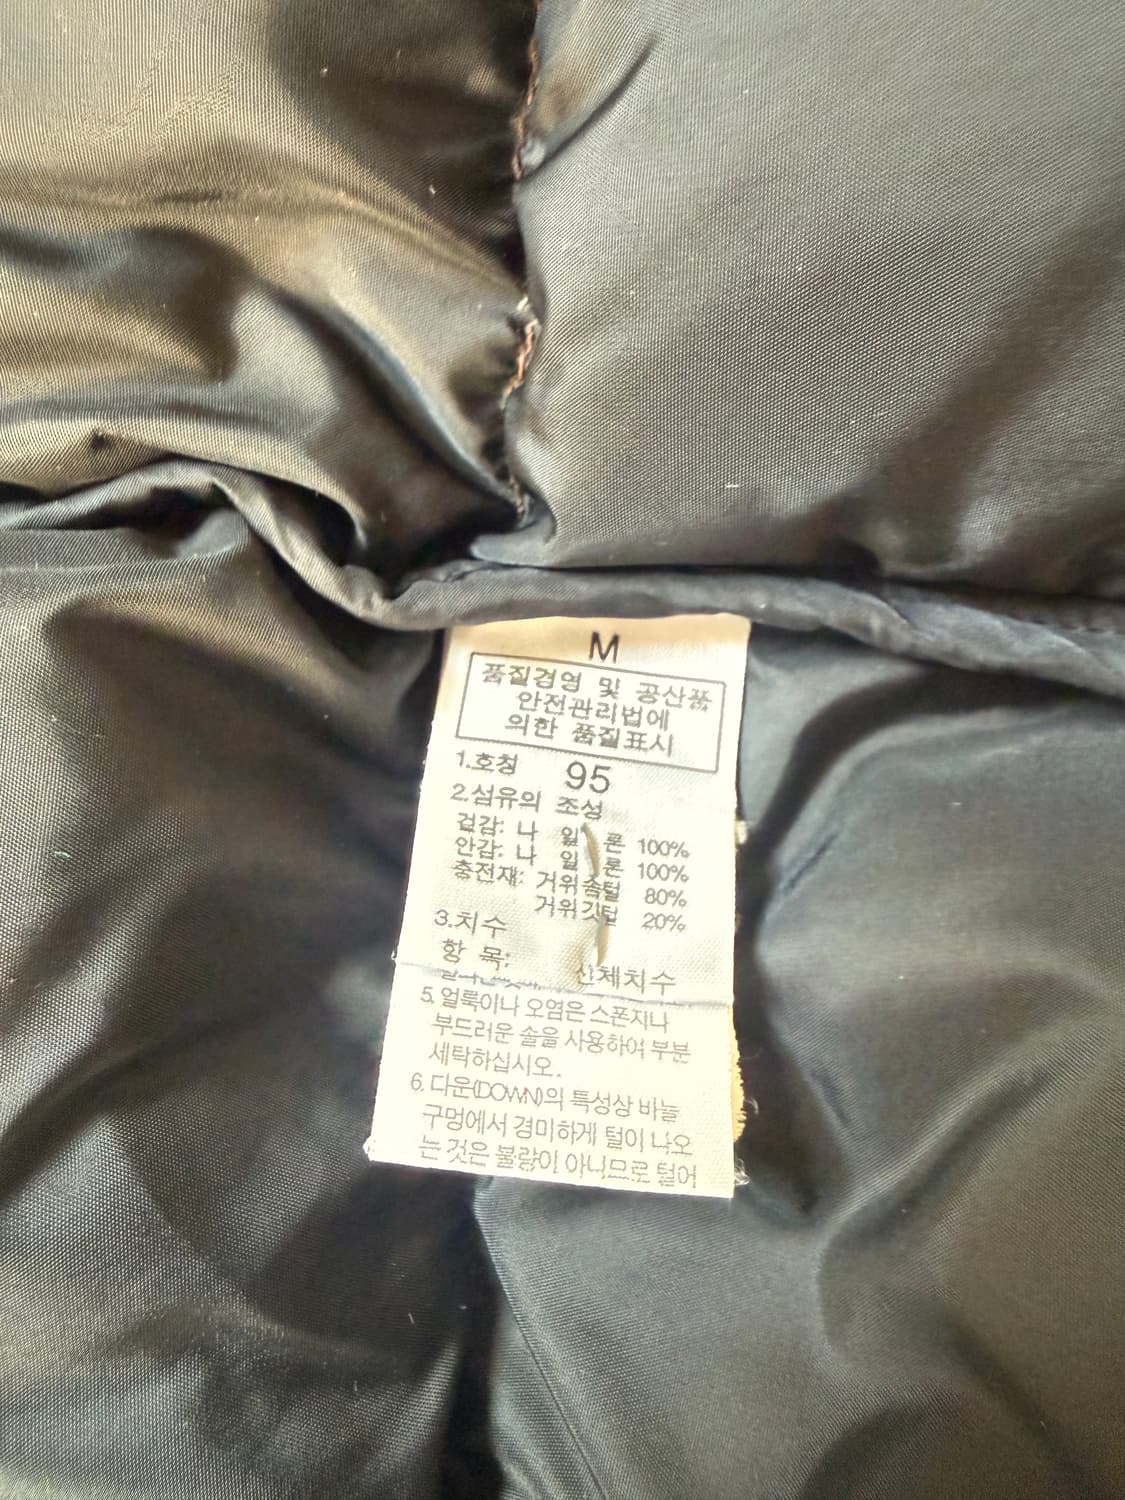 M
품질경영 및 공산품
안전관리법에
의한 품질표시
1.호칭 95
2.섬유의 조성
겉감: 나 일 론 100%
안감: 나 일 론 100%
충전재: 거위솜털 80%
거위깃털 20%
3.치수
항 목: 신체치수
5. 얼룩이나 오염은 스폰지나
부드러운 솔을 사용하여 부분
세탁하십시오.
6. 다운(DOWN)의 특성상 바늘
구멍에서 경미하게 털이 나오
는 것은 불량이 아니므로 털어